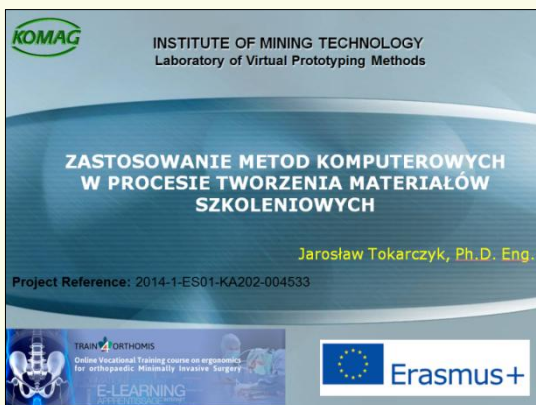 KOMAG
INSTITUTE OF MINING TECHNOLOGY
Laboratory of Virtual Prototyping Methods
ZASTOSOWANIE METOD KOMPUTEROWYCH
W PROCESIE TWORZENIA MATERIAŁÓW
SZKOLENIOWYCH
Jarosław Tokarczyk, Ph.D. Eng.
Project Reference: 2014-1-ES01-KA202-004533
TRAIN4ORTHOMIS
Online Vocational Training course on ergonomics
for orthopaedic Minimally Invasive Surgery
E-LEARNING
Erasmus+